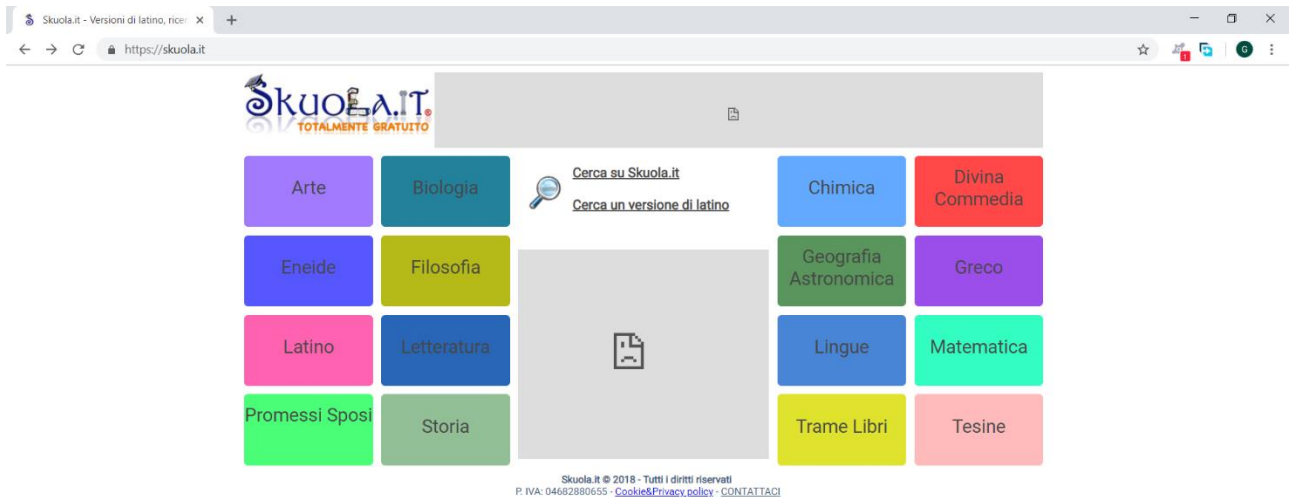 Skuola.it - Versioni di latino, ricer
https://skuola.it
1
G
Skuola.it®
TOTALMENTE GRATUITO
Arte
Biologia
Cerca su Skuola.it
Cerca un versione di latino
Chimica
Divina
Commedia
Eneide
Filosofia
Geografia
Astronomica
Greco
Latino
Letteratura
Lingue
Matematica
Promessi Sposi
Storia
Trame Libri
Tesine
Skuola.it © 2018 - Tutti i diritti riservati
P. IVA: 04682880655 - Cookie&Privacy policy - CONTATTACI